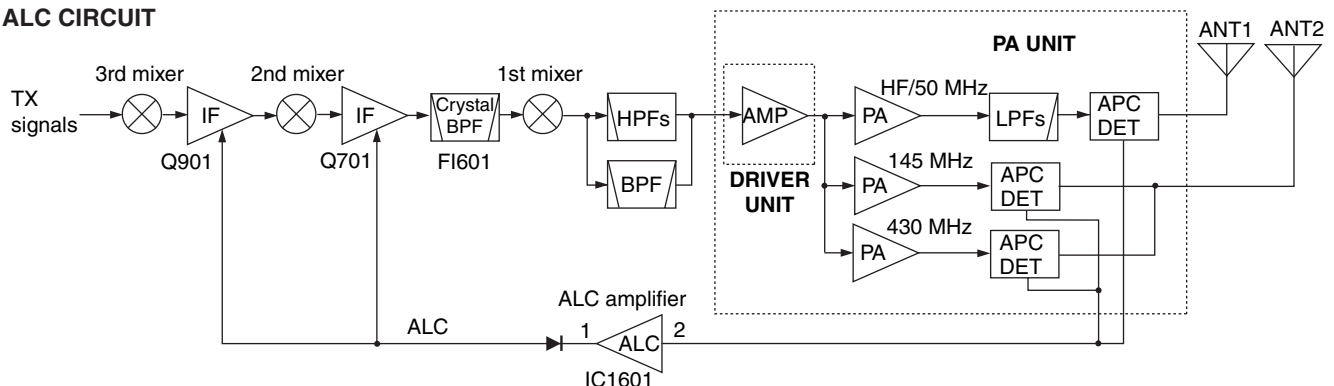 ALC CIRCUIT
TX
signals
3rd mixer
IF
Q901
2nd mixer
IF
Q701
Crystal
BPF
FI601
1st mixer
HPFs
BPF
PA UNIT
AMP
DRIVER
UNIT
HF/50 MHz
PA
LPFs
APC
DET
145 MHz
PA
APC
DET
430 MHz
PA
APC
DET
ANT1
ANT2
ALC
ALC amplifier
1
ALC
2
IC1601